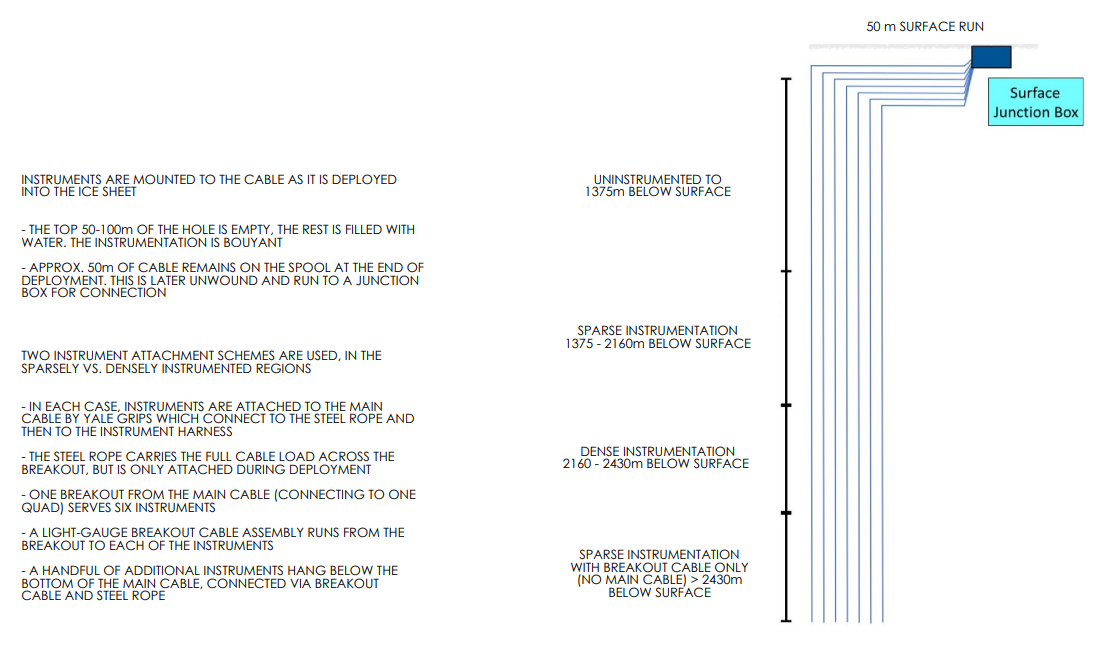 50 m SURFACE RUN
Surface
Junction Box
INSTRUMENTS ARE MOUNTED TO THE CABLE AS IT IS DEPLOYED
INTO THE ICE SHEET
- THE TOP 50-100m OF THE HOLE IS EMPTY, THE REST IS FILLED WITH
WATER. THE INSTRUMENTATION IS BOUYANT
- APPROX. 50m OF CABLE REMAINS ON THE SPOOL AT THE END OF
DEPLOYMENT. THIS IS LATER UNWOUND AND RUN TO A JUNCTION
BOX FOR CONNECTION
TWO INSTRUMENT ATTACHMENT SCHEMES ARE USED, IN THE
SPARSELY VS. DENSELY INSTRUMENTED REGIONS
- IN EACH CASE, INSTRUMENTS ARE ATTACHED TO THE MAIN
CABLE BY YALE GRIPS WHICH CONNECT TO THE STEEL ROPE AND
THEN TO THE INSTRUMENT HARNESS
- THE STEEL ROPE CARRIES THE FULL CABLE LOAD ACROSS THE
BREAKOUT, BUT IS ONLY ATTACHED DURING DEPLOYMENT
- ONE BREAKOUT FROM THE MAIN CABLE (CONNECTING TO ONE
QUAD) SERVES SIX INSTRUMENTS
- A LIGHT-GAUGE BREAKOUT CABLE ASSEMBLY RUNS FROM THE
BREAKOUT TO EACH OF THE INSTRUMENTS
- A HANDFUL OF ADDITIONAL INSTRUMENTS HANG BELOW THE
BOTTOM OF THE MAIN CABLE, CONNECTED VIA BREAKOUT
CABLE AND STEEL ROPE
UNINSTRUMENTED TO
1375m BELOW SURFACE
SPARSE INSTRUMENTATION
1375 - 2160m BELOW SURFACE
DENSE INSTRUMENTATION
2160 - 2430m BELOW SURFACE
SPARSE INSTRUMENTATION
WITH BREAKOUT CABLE ONLY
(NO MAIN CABLE) > 2430m
BELOW SURFACE